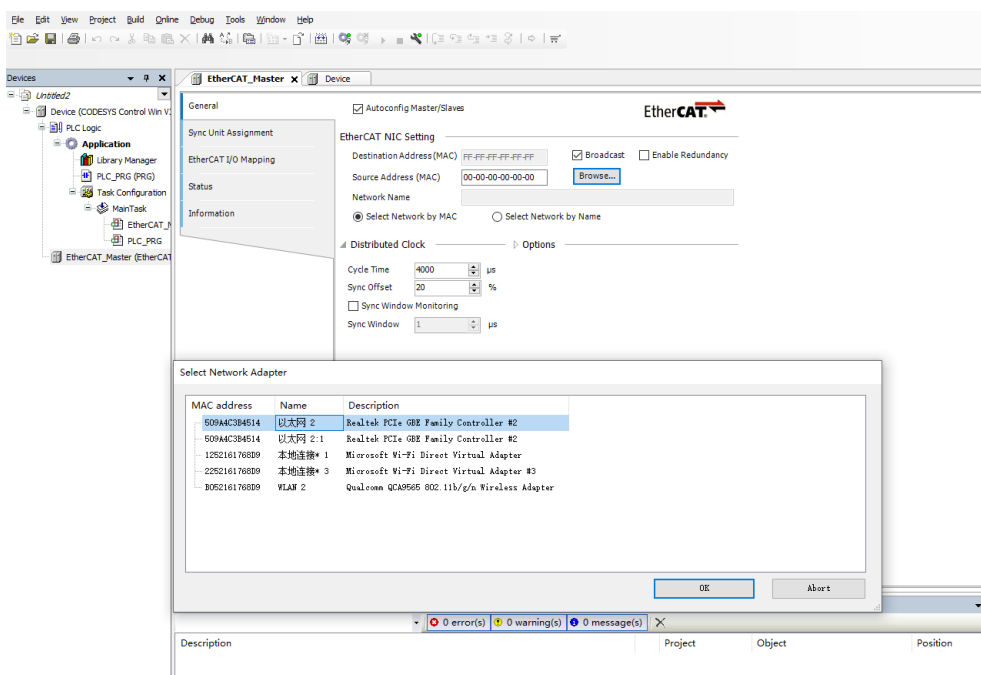 File Edit View Project Build Online Debug Tools Window Help
Devices
EtherCAT_Master
Device
Untitled2
Device (CODESYS Control Win V
PLC Logic
Application
Library Manager
PLC_PRG (PRG)
Task Configuration
MainTask
EtherCAT_
PLC_PRG
EtherCAT_Master (EtherCAT
General
Sync Unit Assignment
EtherCAT I/O Mapping
Status
Information
Autoconfig Master/Slaves
EtherCAT
EtherCAT NIC Setting
Destination Address (MAC) FF-FF-FF-FF-FF-FF Broadcast Enable Redundancy
Source Address (MAC) 00-00-00-00-00-00 Browse...
Network Name
Select Network by MAC Select Network by Name
Distributed Clock Options
Cycle Time 4000 µs
Sync Offset 20 %
Sync Window Monitoring
Sync Window 1 µs
Select Network Adapter
MAC address Name Description
509A4C3B4514 以太网 2 Realtek PCIe GBE Family Controller #2
509A4C3B4514 以太网 2:1 Realtek PCIe GBE Family Controller #2
1252161768D9 本地连接* 1 Microsoft Wi-Fi Direct Virtual Adapter
2252161768D9 本地连接* 3 Microsoft Wi-Fi Direct Virtual Adapter #3
B052161768D9 WLAN 2 Qualcomm QCA9565 802.11b/g/n Wireless Adapter
OK Abort
0 error(s) 0 warning(s) 0 message(s)
Description Project Object Position